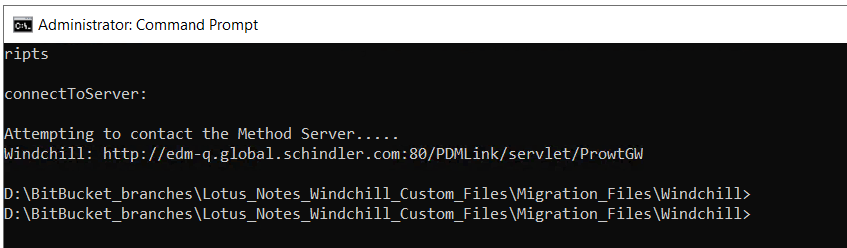 Administrator: Command Prompt
ripts
connectToServer:
Attempting to contact the Method Server.....
Windchill: http://edm-q.global.schindler.com:80/PDMLink/servlet/ProwtGW
D:\BitBucket_branches\Lotus_Notes_Windchill_Custom_Files\Migration_Files\Windchill>
D:\BitBucket_branches\Lotus_Notes_Windchill_Custom_Files\Migration_Files\Windchill>